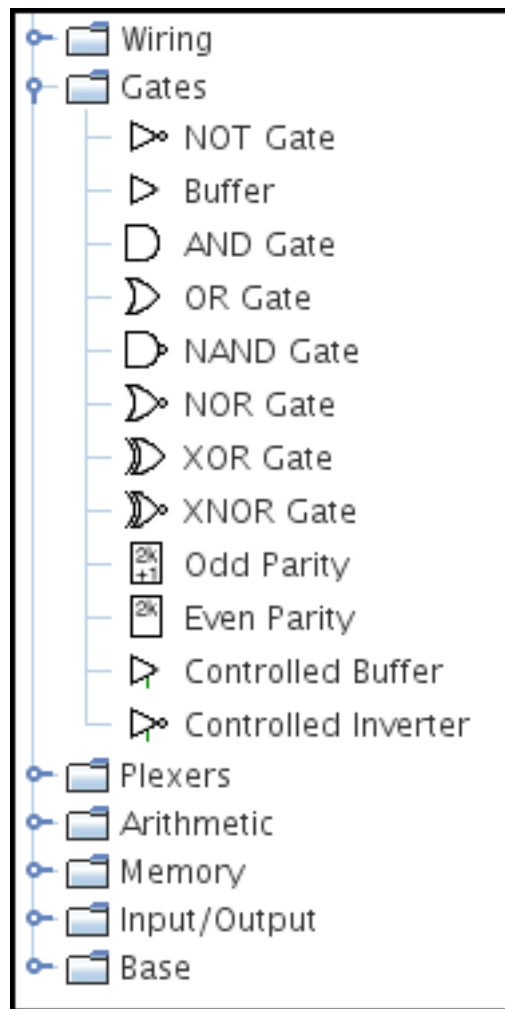 Wiring
Gates
NOT Gate
Buffer
AND Gate
OR Gate
NAND Gate
NOR Gate
XOR Gate
XNOR Gate
2k
+1
Odd Parity
2k
Even Parity
Controlled Buffer
Controlled Inverter
Plexers
Arithmetic
Memory
Input/Output
Base